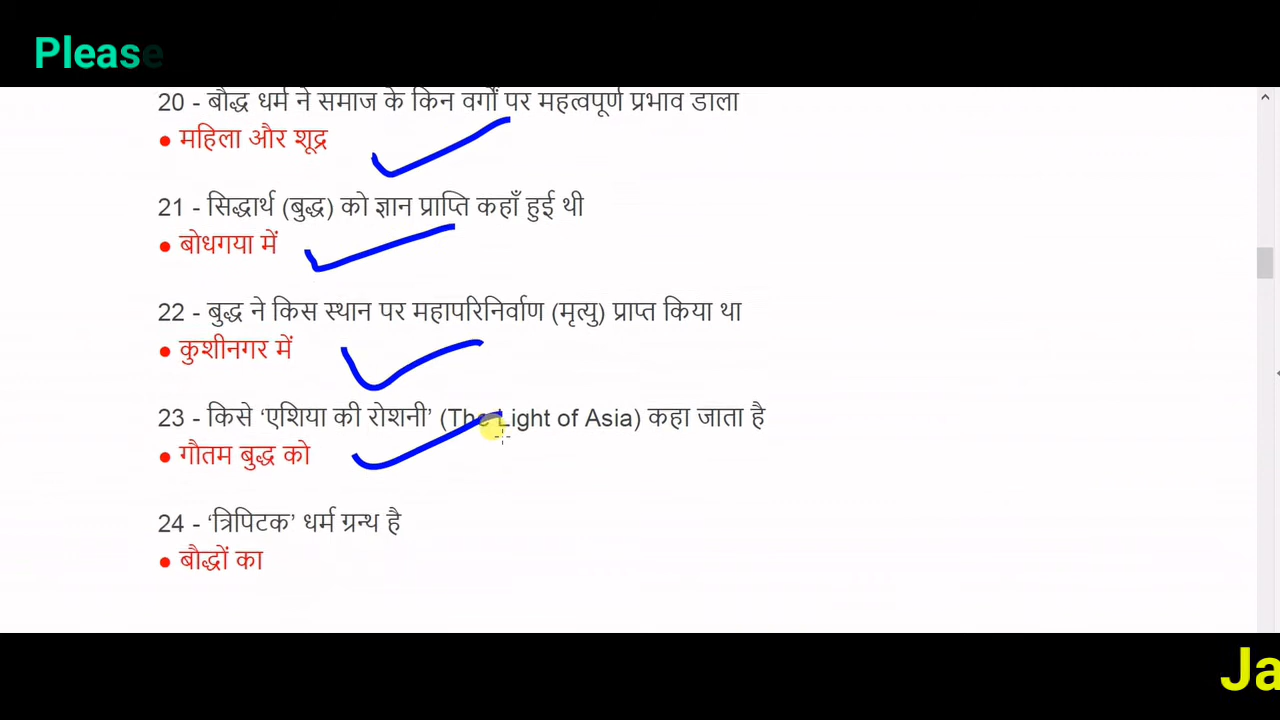 Please
20 - बौद्ध धर्म ने समाज के किन वर्गों पर महत्वपूर्ण प्रभाव डाला
● महिला और शूद्र
21 - सिद्धार्थ (बुद्ध) को ज्ञान प्राप्ति कहाँ हुई थी
● बोधगया में
22 - बुद्ध ने किस स्थान पर महापरिनिर्वाण (मृत्यु) प्राप्त किया था
● कुशीनगर में
23 - किसे ‘एशिया की रोशनी’ (The Light of Asia) कहा जाता है
● गौतम बुद्ध को
24 - ‘त्रिपिटक’ धर्म ग्रन्थ है
● बौद्धों का
Ja